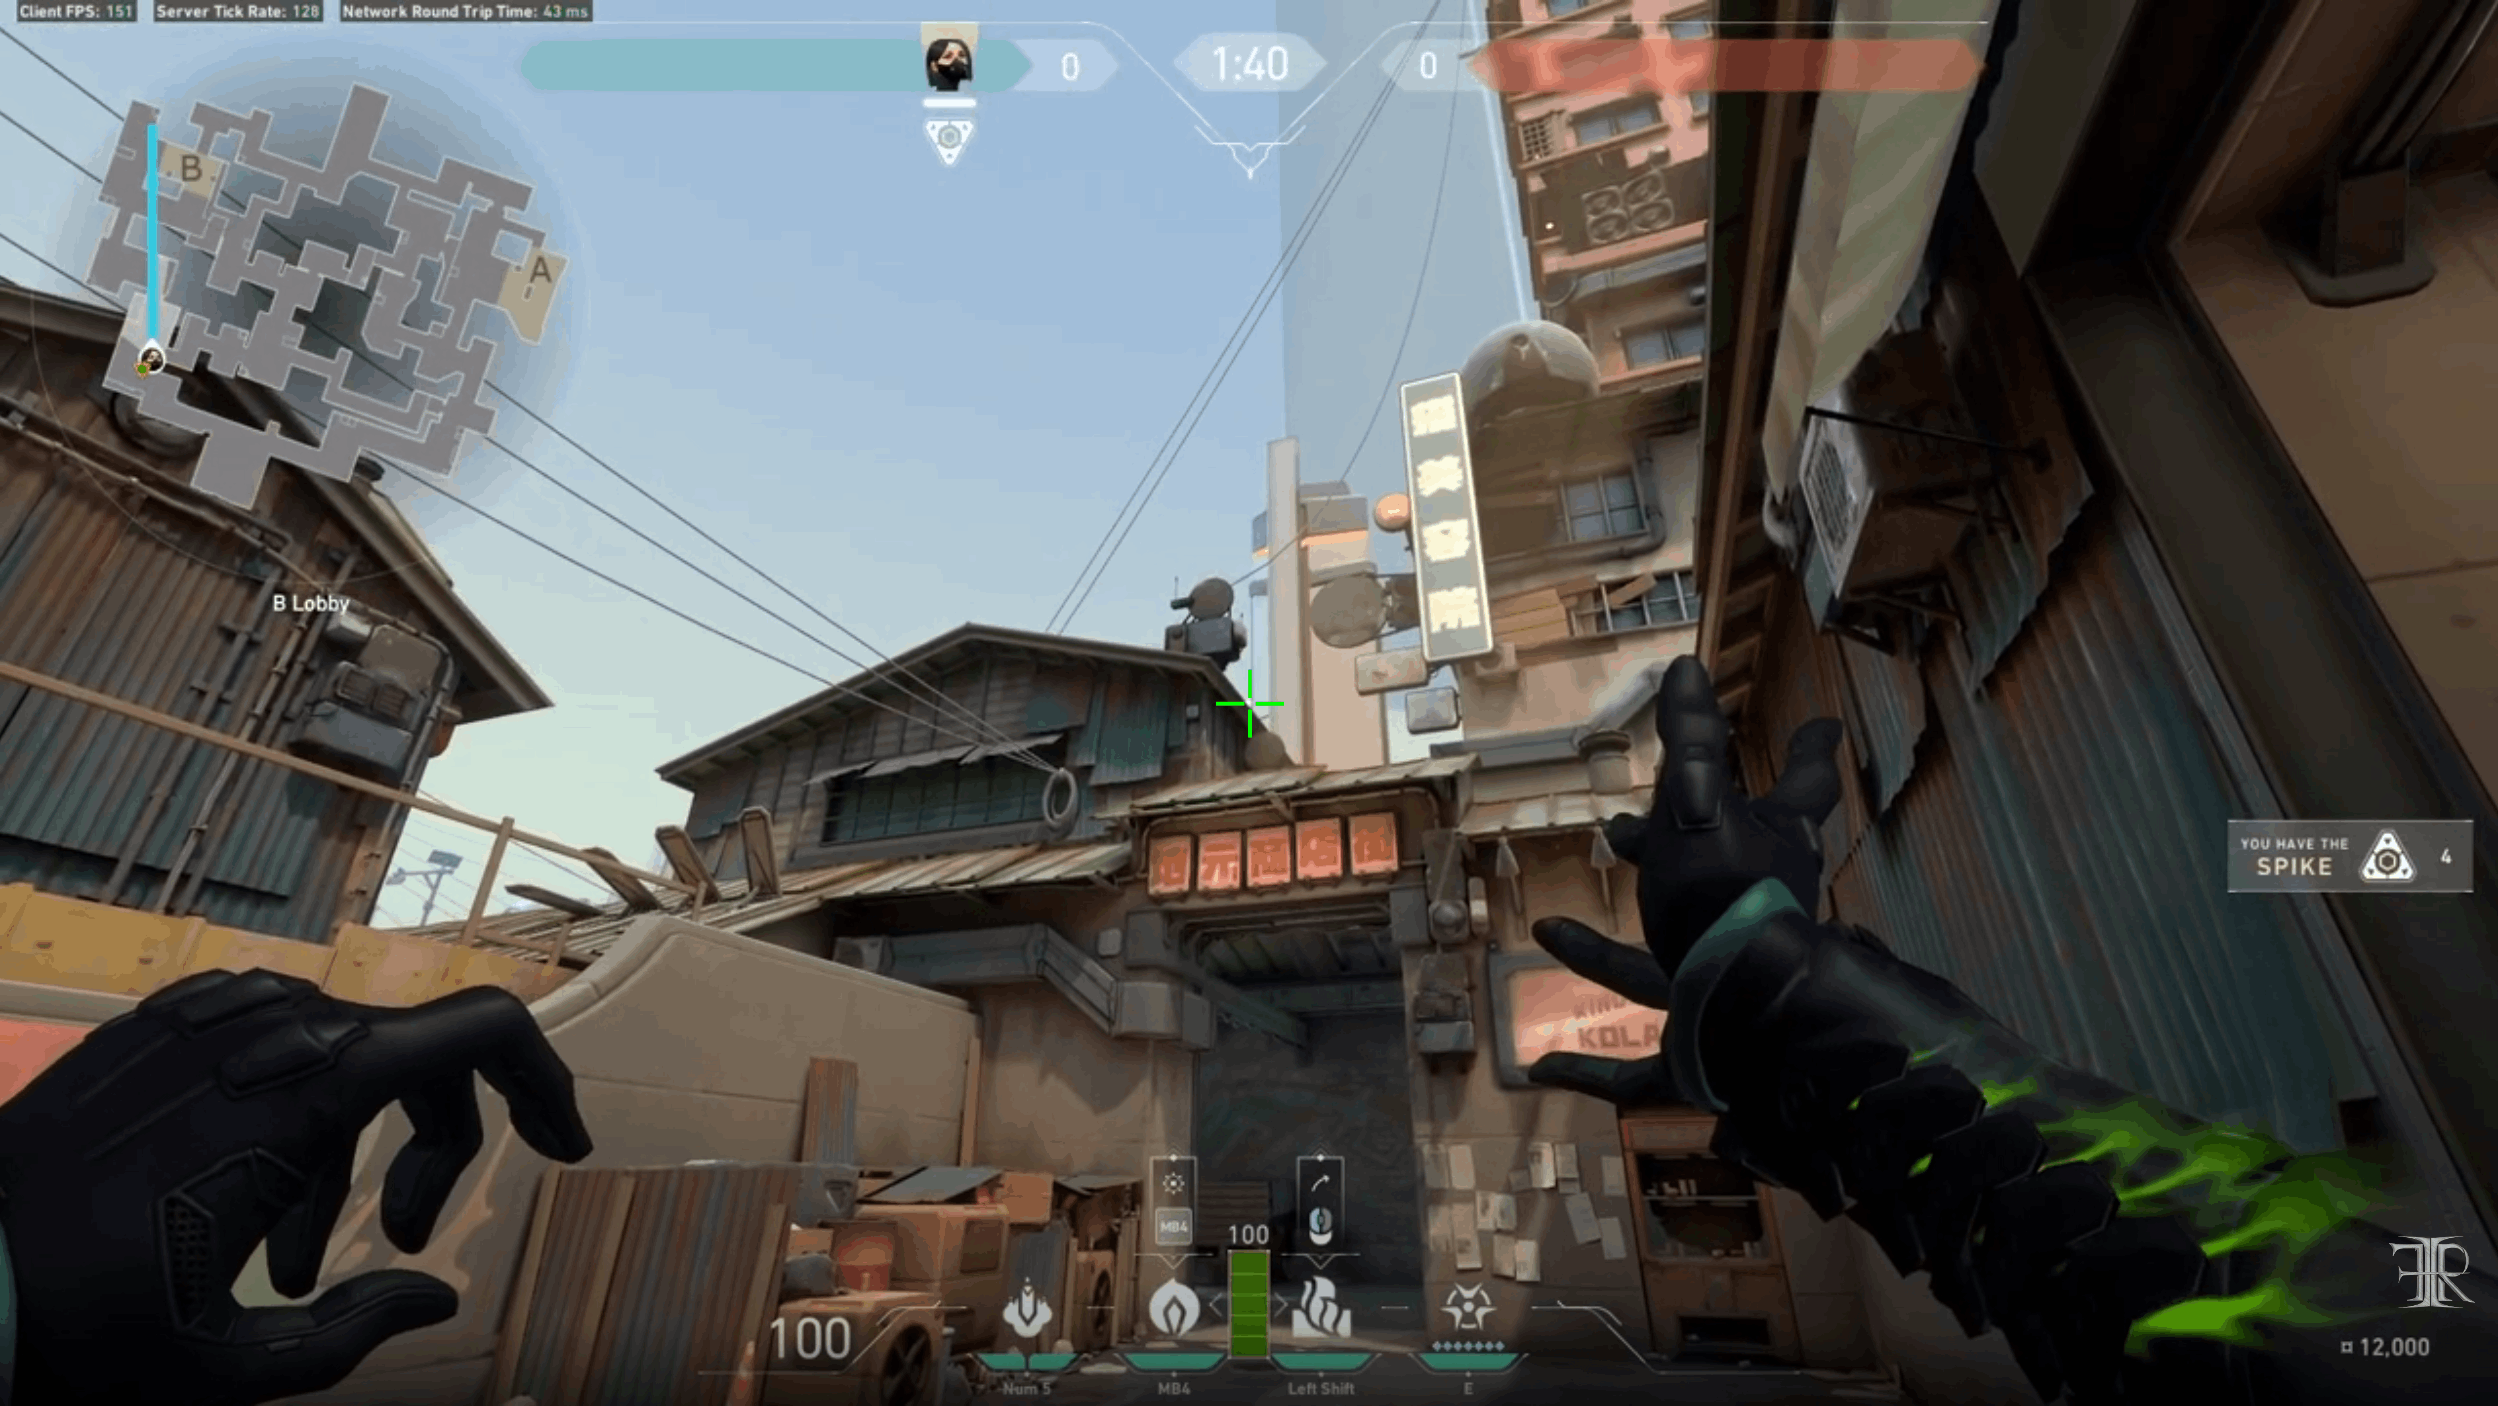 Client FPS: 151 Server Tick Rate: 128 Network Round Trip Time: 43 ms
0 1:40 0
B
A
B Lobby
YOU HAVE THE
SPIKE 4
KOLA
MB4
100
100
12,000
Num 5 MB4 Left Shift E